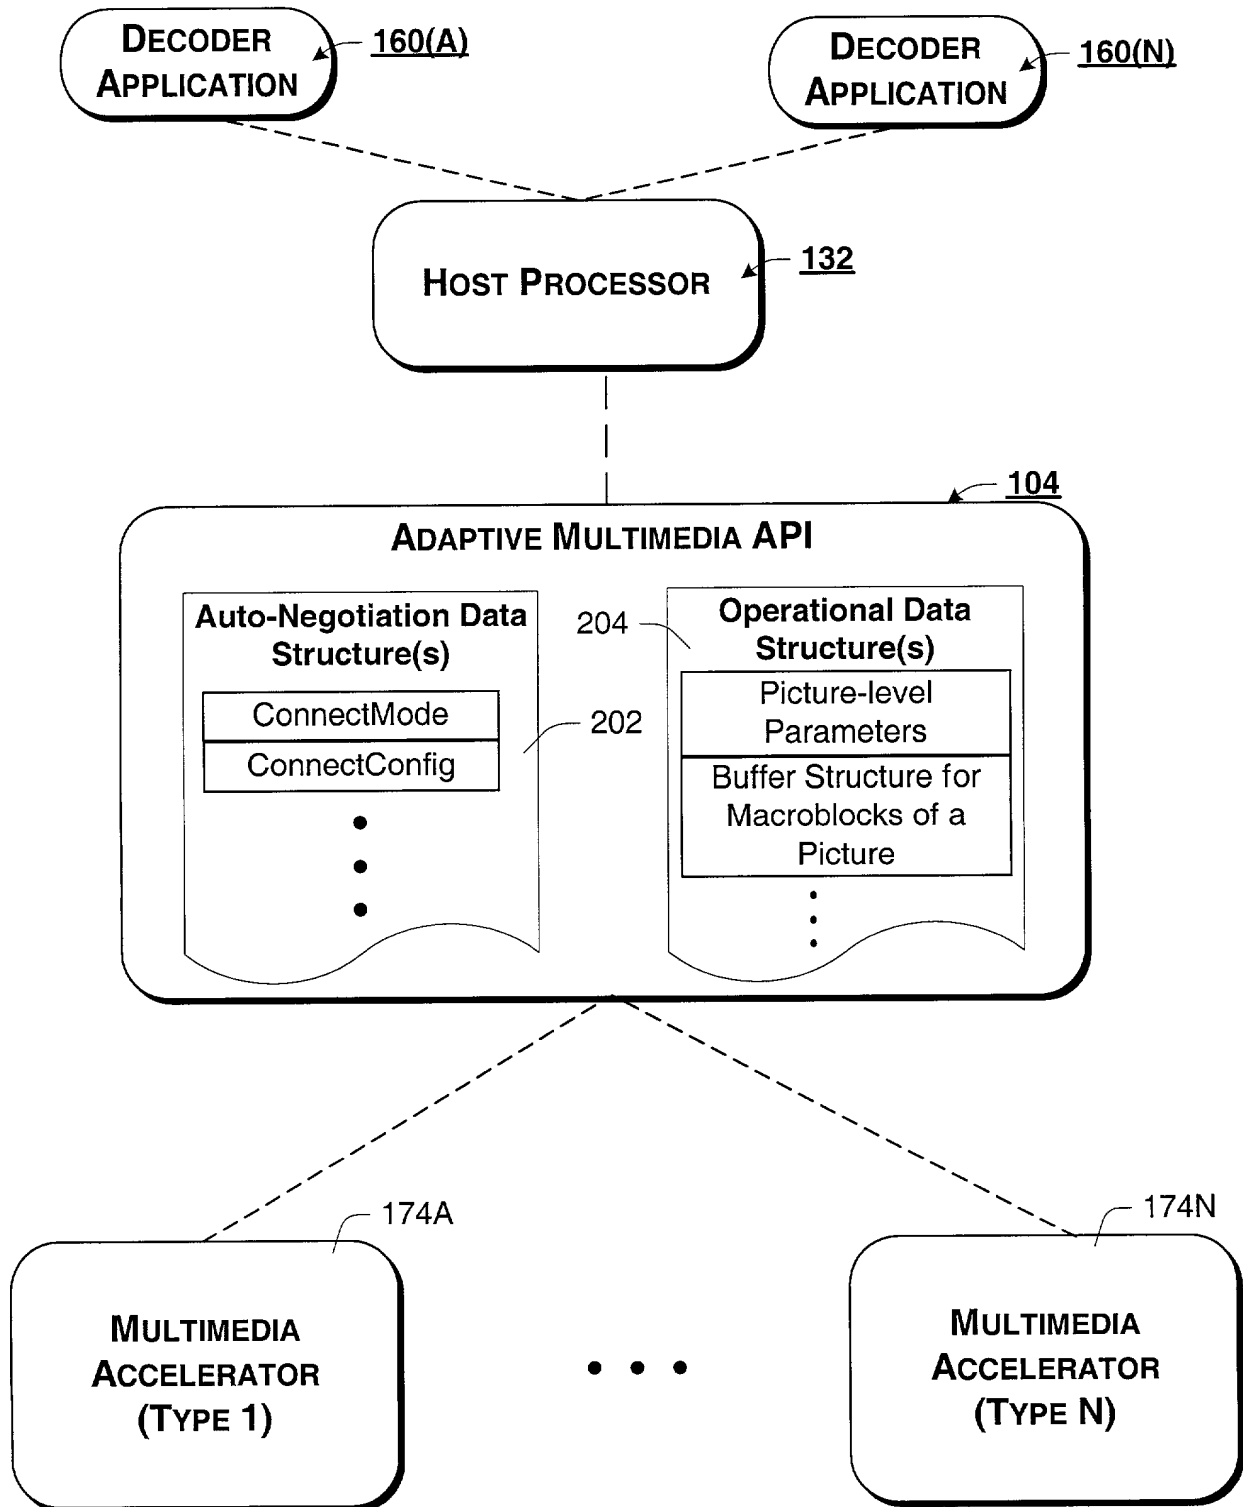 DECODER
APPLICATION
160(A)
DECODER
APPLICATION
160(N)
HOST PROCESSOR
132
104
ADAPTIVE MULTIMEDIA API
Auto-Negotiation Data
Structure(s)
ConnectMode
ConnectConfig
202
204
Operational Data
Structure(s)
Picture-level
Parameters
Buffer Structure for
Macroblocks of a
Picture
174A
MULTIMEDIA
ACCELERATOR
(TYPE 1)
174N
MULTIMEDIA
ACCELERATOR
(TYPE N)